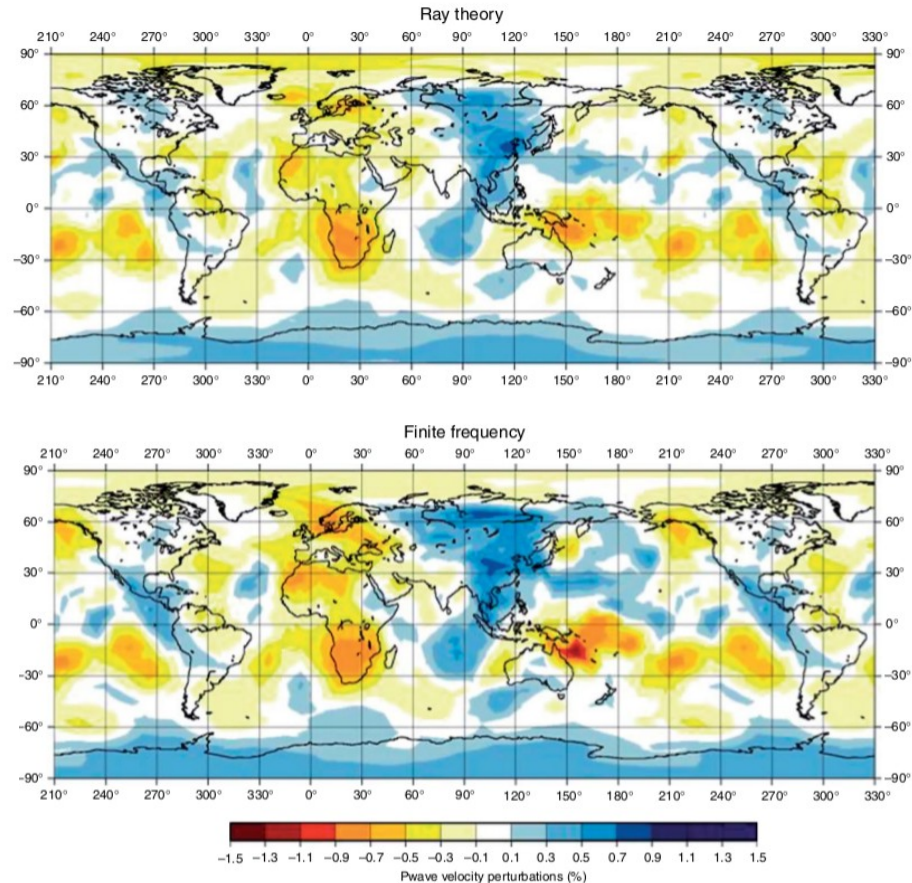 Ray theory
210° 240° 270° 300° 330° 0° 30° 60° 90° 120° 150° 180° 210° 240° 270° 300° 330°
90° 90°
60° 60°
30° 30°
0° 0°
−30° −30°
−60° −60°
−90° −90°
210° 240° 270° 300° 330° 0° 30° 60° 90° 120° 150° 180° 210° 240° 270° 300° 330°
Finite frequency
210° 240° 270° 300° 330° 0° 30° 60° 90° 120° 150° 180° 210° 240° 270° 300° 330°
90° 90°
60° 60°
30° 30°
0° 0°
−30° −30°
−60° −60°
−90° −90°
210° 240° 270° 300° 330° 0° 30° 60° 90° 120° 150° 180° 210° 240° 270° 300° 330°
−1.5 −1.3 −1.1 −0.9 −0.7 −0.5 −0.3 −0.1 0.1 0.3 0.5 0.7 0.9 1.1 1.3 1.5
Pwave velocity perturbations (%)